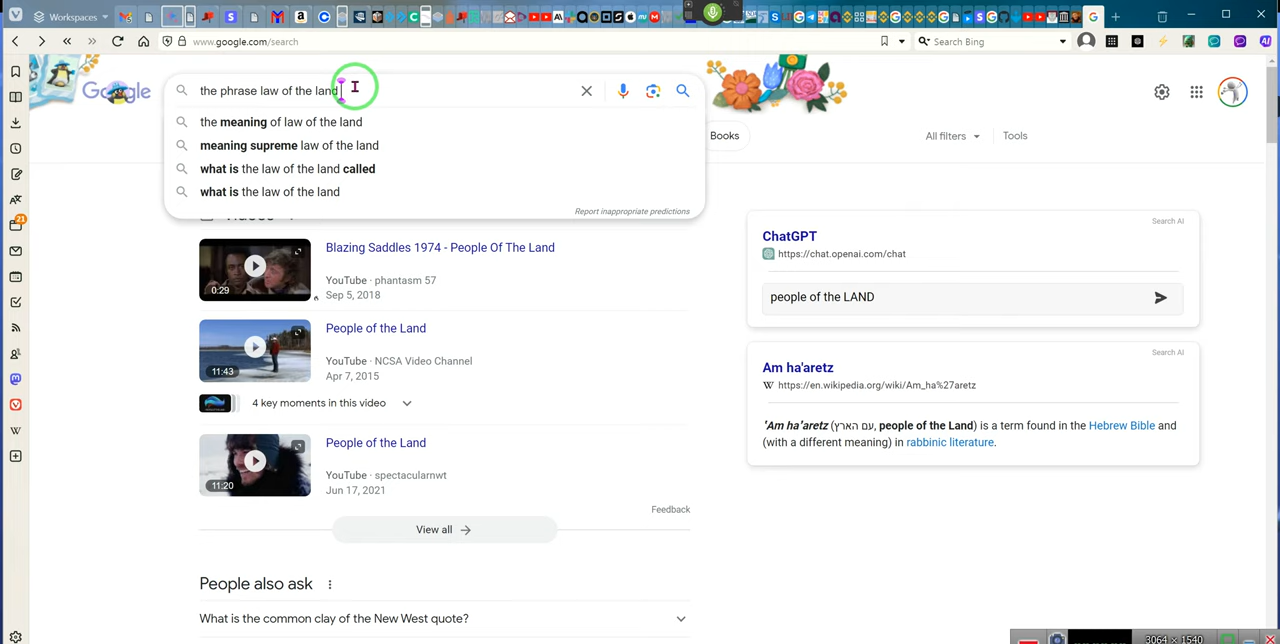 Workspaces
www.google.com/search
Search Bing
Google
the phrase law of the land
the meaning of law of the land
meaning supreme law of the land
what is the law of the land called
what is the law of the land
Report inappropriate predictions
Books
All filters
Tools
Blazing Saddles 1974 - People Of The Land
YouTube · phantasm 57
Sep 5, 2018
0:29
People of the Land
YouTube · NCSA Video Channel
Apr 7, 2015
11:43
4 key moments in this video
People of the Land
YouTube · spectacularnwt
Jun 17, 2021
11:20
Feedback
View all
People also ask
What is the common clay of the New West quote?
Search AI
ChatGPT
https://chat.openai.com/chat
people of the LAND
Search AI
Am ha'aretz
https://en.wikipedia.org/wiki/Am_ha%27aretz
ʿAm haʾaretz (עם הארץ, people of the Land) is a term found in the Hebrew Bible and
(with a different meaning) in rabbinic literature.
21
3064 × 1540